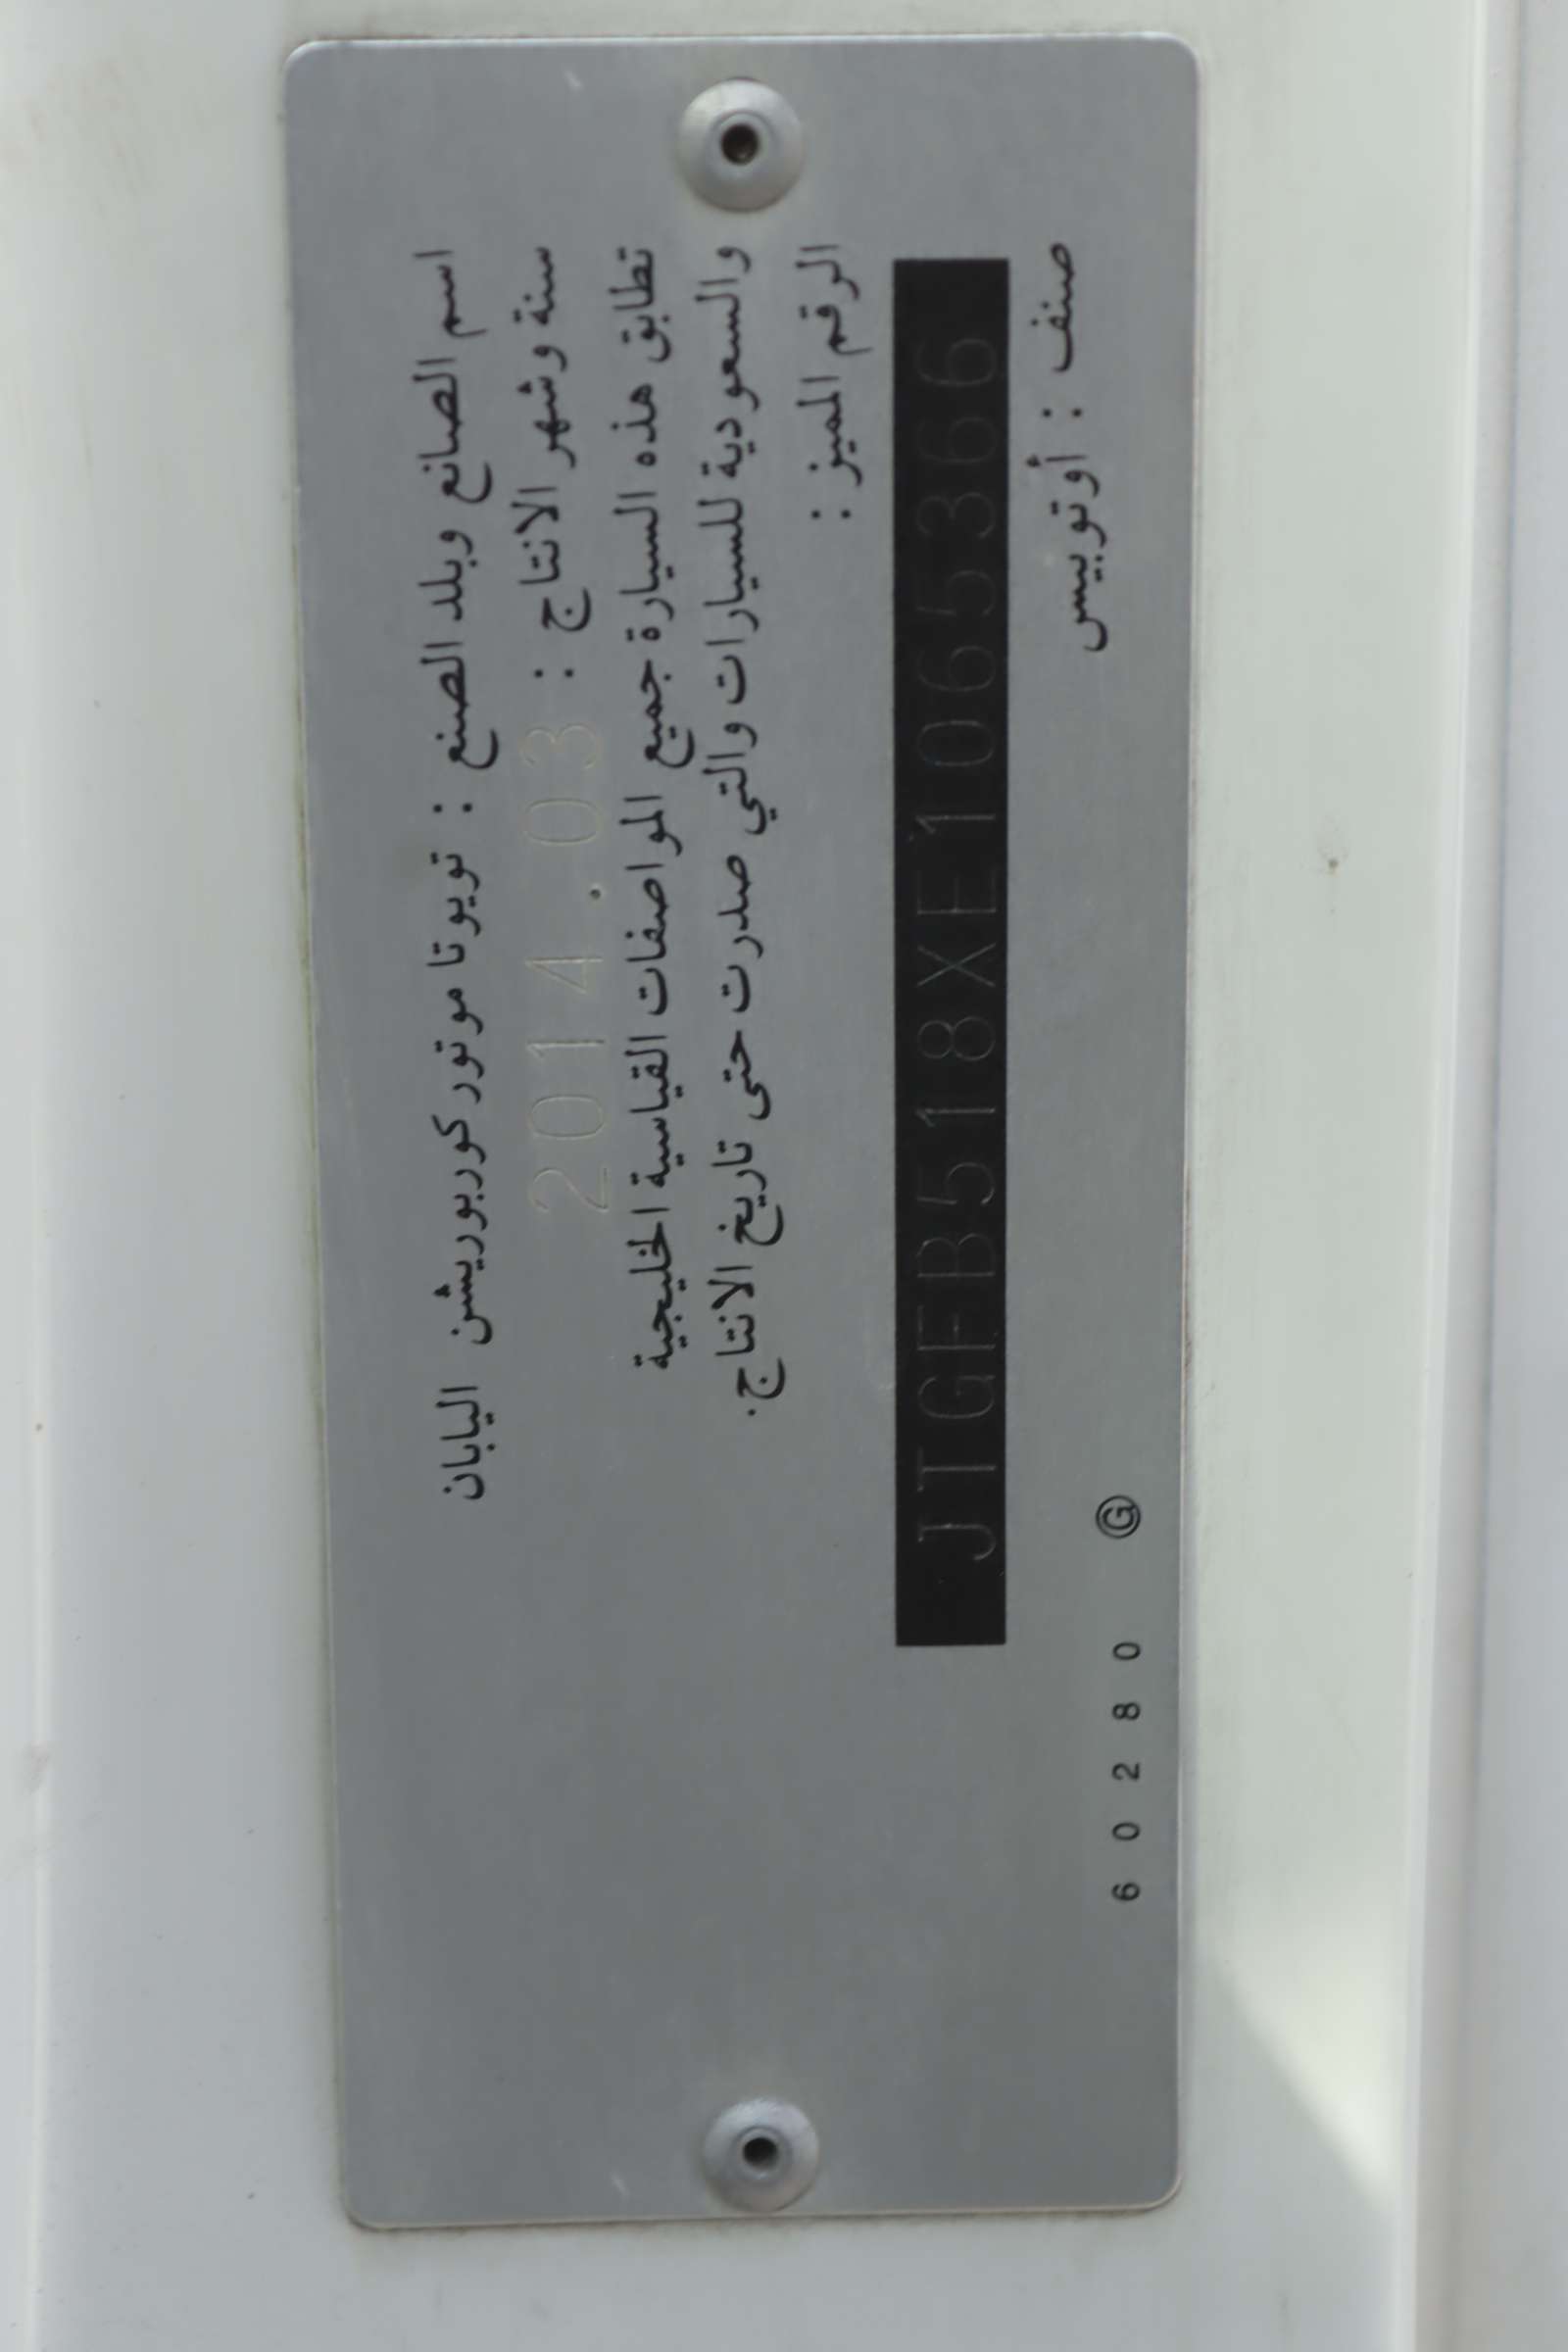 اسم الصانع وبلد الصنع : تويوتا موتور كوربوريشن اليابان
سنة وشهر الانتاج : 2014.03
تطابق هذه السيارة جميع المواصفات القياسية الخليجية
والسعودية للسيارات والتي صدرت حتى تاريخ الانتاج.
الرقم المميز :
JTGFB518XE1065366
صنف : أوتوبيس
60280 Ⓖ